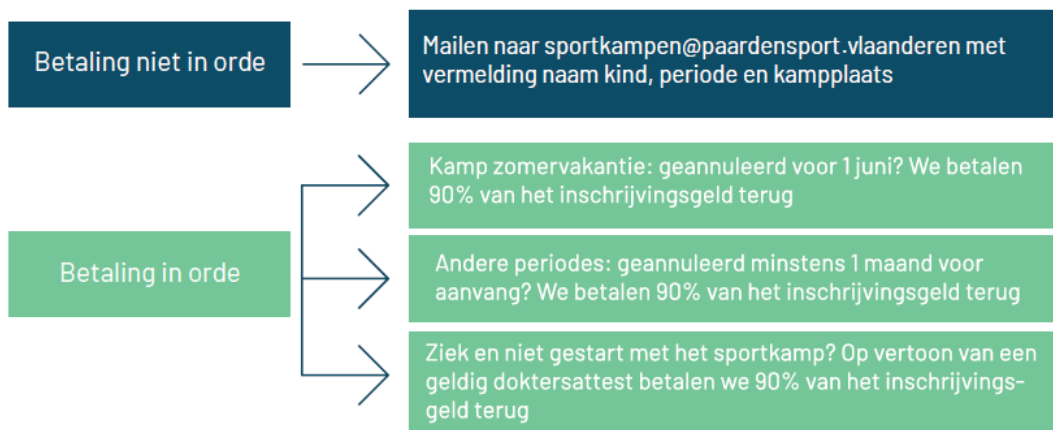 Betaling niet in orde
Mailen naar sportkampen@paardensport.vlaanderen met
vermelding naam kind, periode en kampplaats
Kamp zomervakantie: geannuleerd voor 1 juni? We betalen
90% van het inschrijvingsgeld terug
Betaling in orde
Andere periodes: geannuleerd minstens 1 maand voor
aanvang? We betalen 90% van het inschrijvingsgeld terug
Ziek en niet gestart met het sportkamp? Op vertoon van een
geldig doktersattest betalen we 90% van het inschrijvings-
geld terug